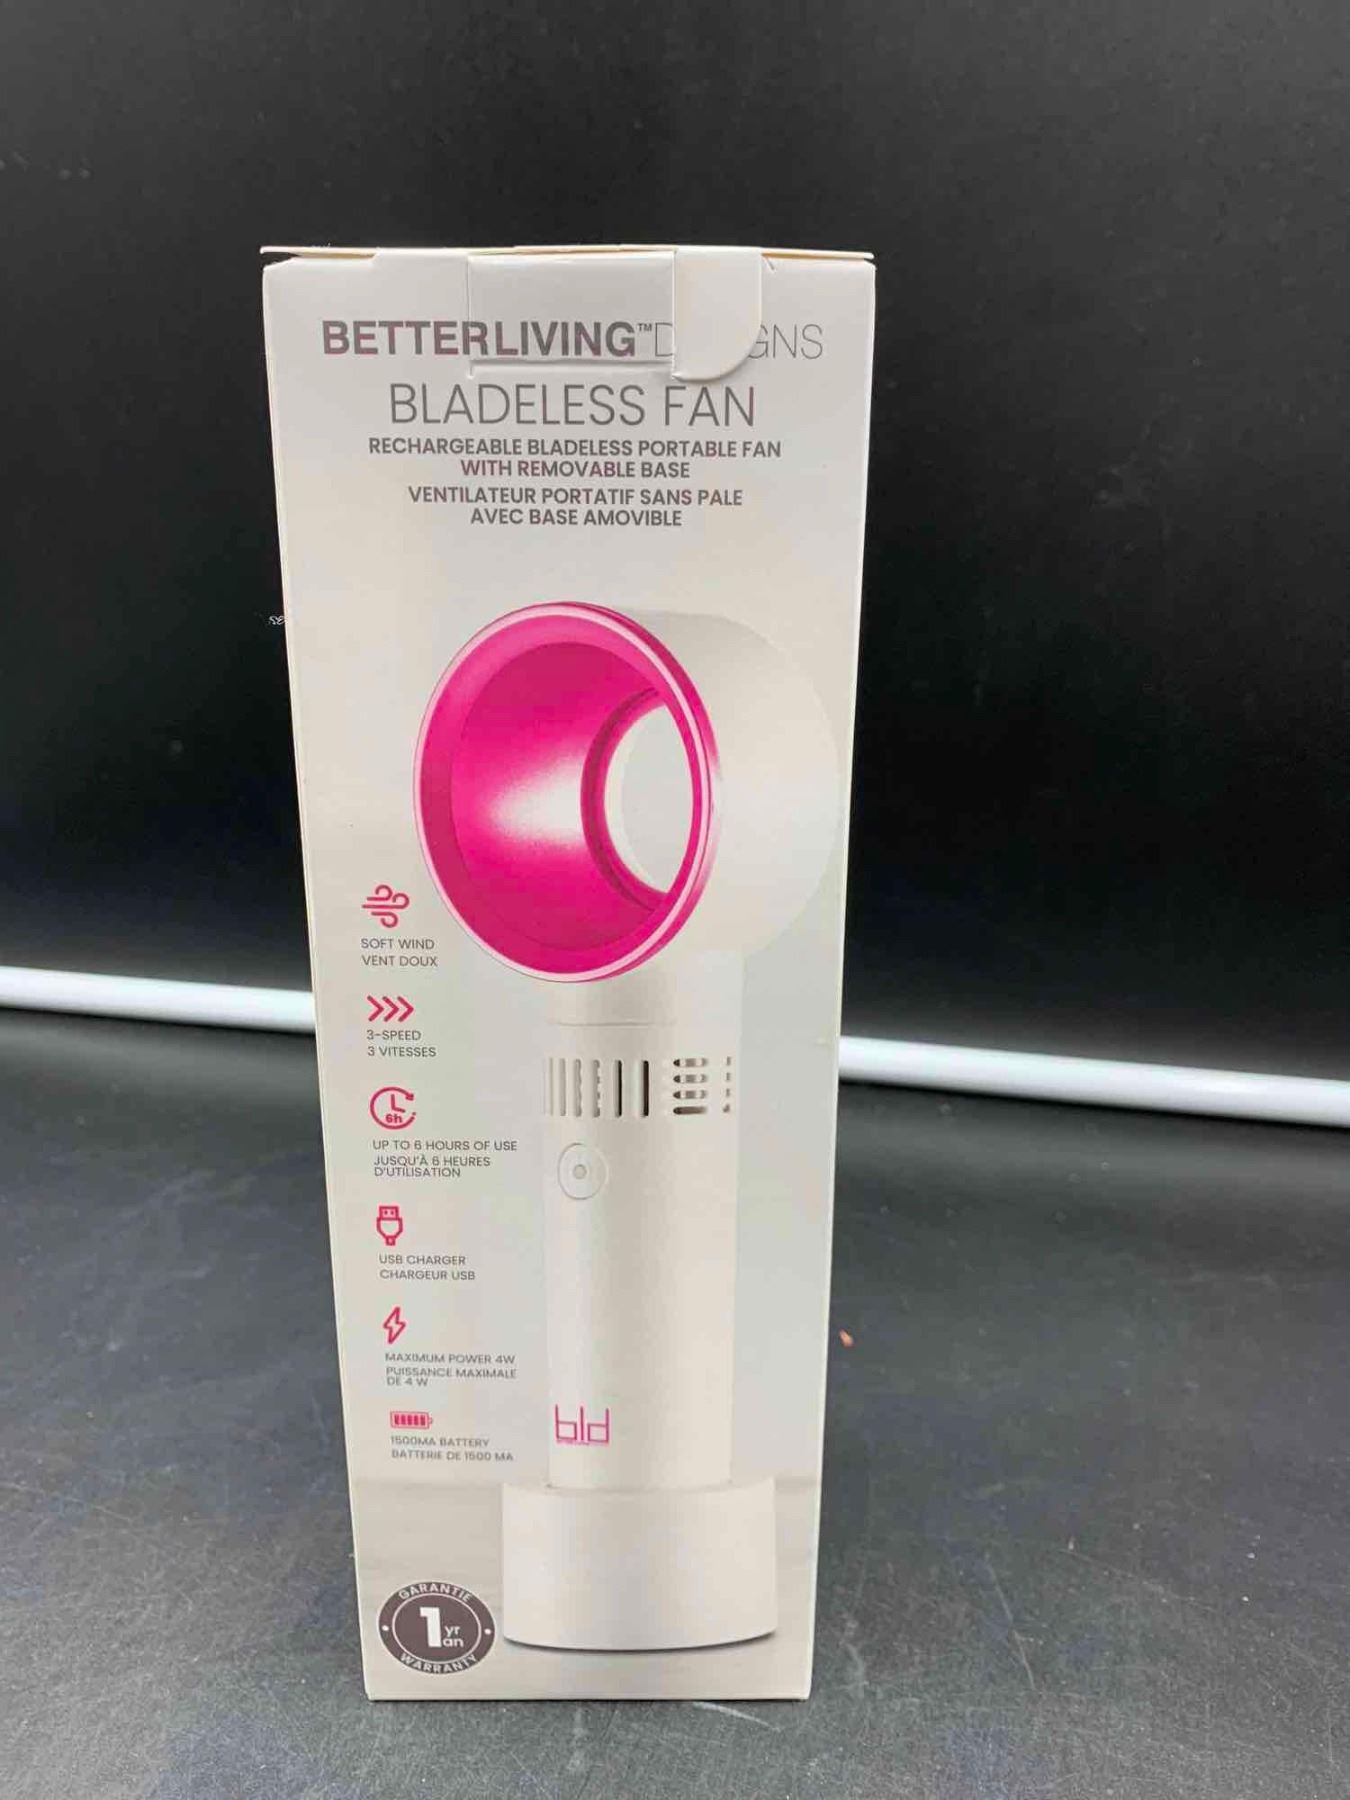 BETTERLIVING™D GNS
BLADELESS FAN
RECHARGEABLE BLADELESS PORTABLE FAN
WITH REMOVABLE BASE
VENTILATEUR PORTATIF SANS PALE
AVEC BASE AMOVIBLE
SOFT WIND
VENT DOUX
3-SPEED
3 VITESSES
6h
UP TO 6 HOURS OF USE
JUSQU'À 6 HEURES
D'UTILISATION
USB CHARGER
CHARGEUR USB
MAXIMUM POWER 4W
PUISSANCE MAXIMALE
DE 4 W
1500MA BATTERY
BATTERIE DE 1500 MA
bld
GARANTIE
1 yr
an
WARRANTY